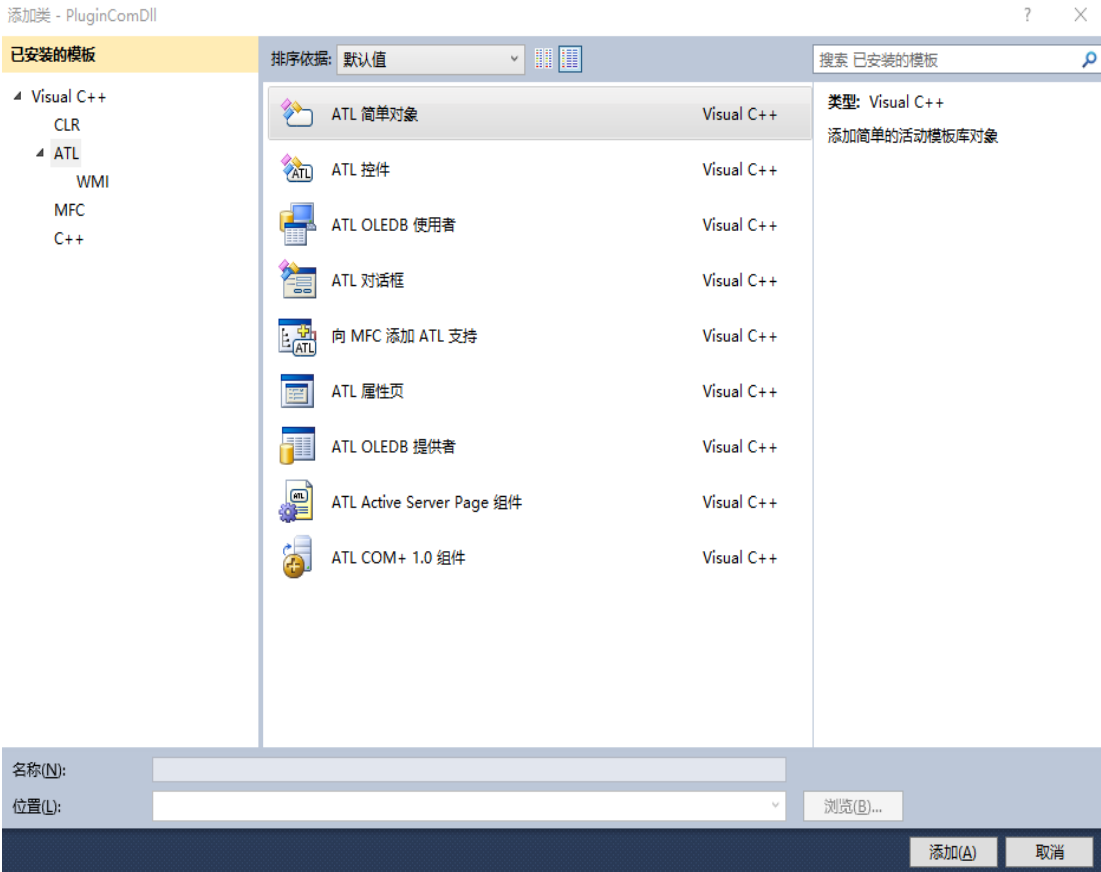 添加类 - PluginComDll
?
已安装的模板
排序依据: 默认值
搜索 已安装的模板
Visual C++
CLR
ATL
WMI
MFC
C++
ATL 简单对象 Visual C++
ATL 控件 Visual C++
ATL OLEDB 使用者 Visual C++
ATL 对话框 Visual C++
向 MFC 添加 ATL 支持 Visual C++
ATL 属性页 Visual C++
ATL OLEDB 提供者 Visual C++
ATL Active Server Page 组件 Visual C++
ATL COM+ 1.0 组件 Visual C++
类型: Visual C++
添加简单的活动模板库对象
名称(N):
位置(L):
浏览(B)...
添加(A)
取消